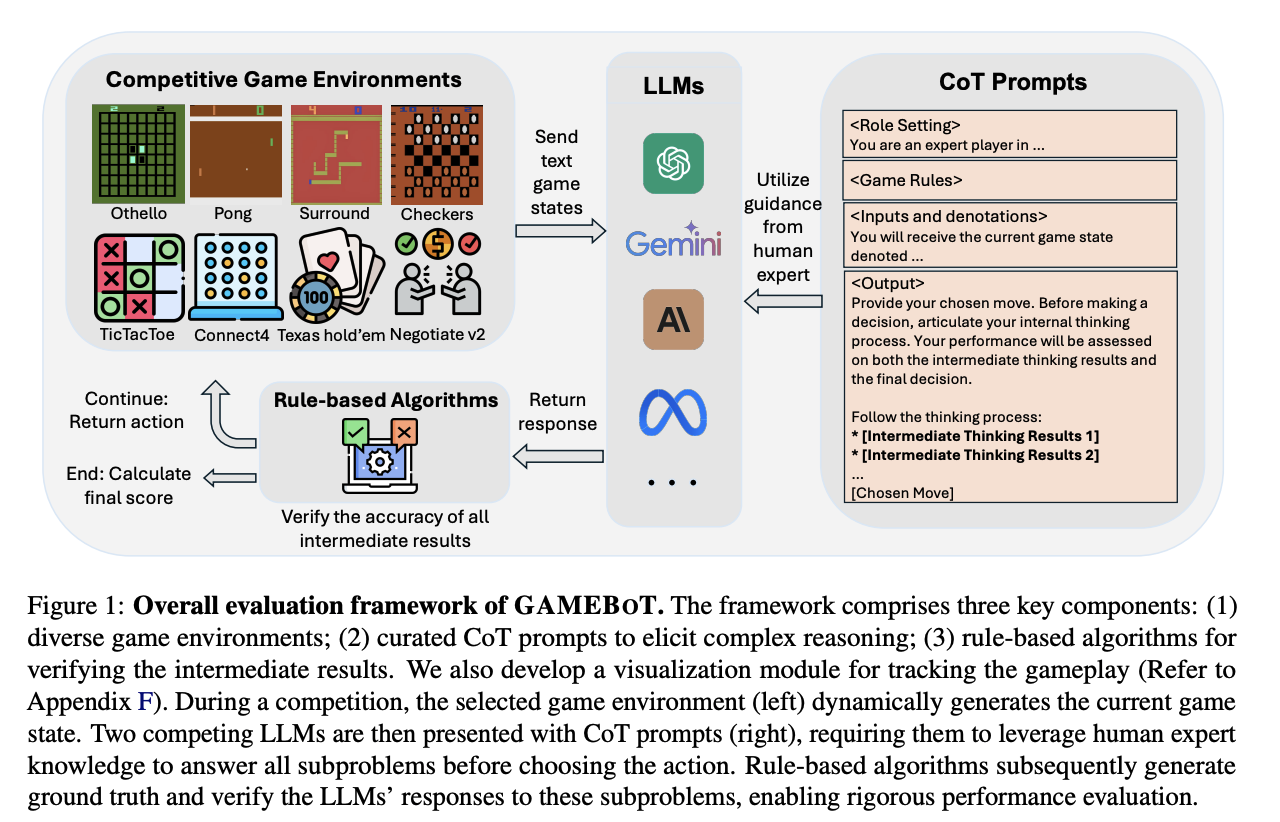 Competitive Game Environments
Othello
Pong
Surround
Checkers
100
TicTacToe
Connect4
Texas hold'em
Negotiate v2
Send
text
game
states
LLMs
Gemini
A\
. . .
Utilize
guidance
from
human
expert
CoT Prompts
<Role Setting>
You are an expert player in ...
<Game Rules>
<Inputs and denotations>
You will receive the current game state
denoted ...
<Output>
Provide your chosen move. Before making a
decision, articulate your internal thinking
process. Your performance will be assessed
on both the intermediate thinking results and
the final decision.
Follow the thinking process:
* [Intermediate Thinking Results 1]
* [Intermediate Thinking Results 2]
...
[Chosen Move]
Continue:
Return action
End: Calculate
final score
Rule-based Algorithms
Verify the accuracy of all
intermediate results
Return
response
Figure 1: Overall evaluation framework of GAMEBOT. The framework comprises three key components: (1)
diverse game environments; (2) curated CoT prompts to elicit complex reasoning; (3) rule-based algorithms for
verifying the intermediate results. We also develop a visualization module for tracking the gameplay (Refer to
Appendix F). During a competition, the selected game environment (left) dynamically generates the current game
state. Two competing LLMs are then presented with CoT prompts (right), requiring them to leverage human expert
knowledge to answer all subproblems before choosing the action. Rule-based algorithms subsequently generate
ground truth and verify the LLMs' responses to these subproblems, enabling rigorous performance evaluation.